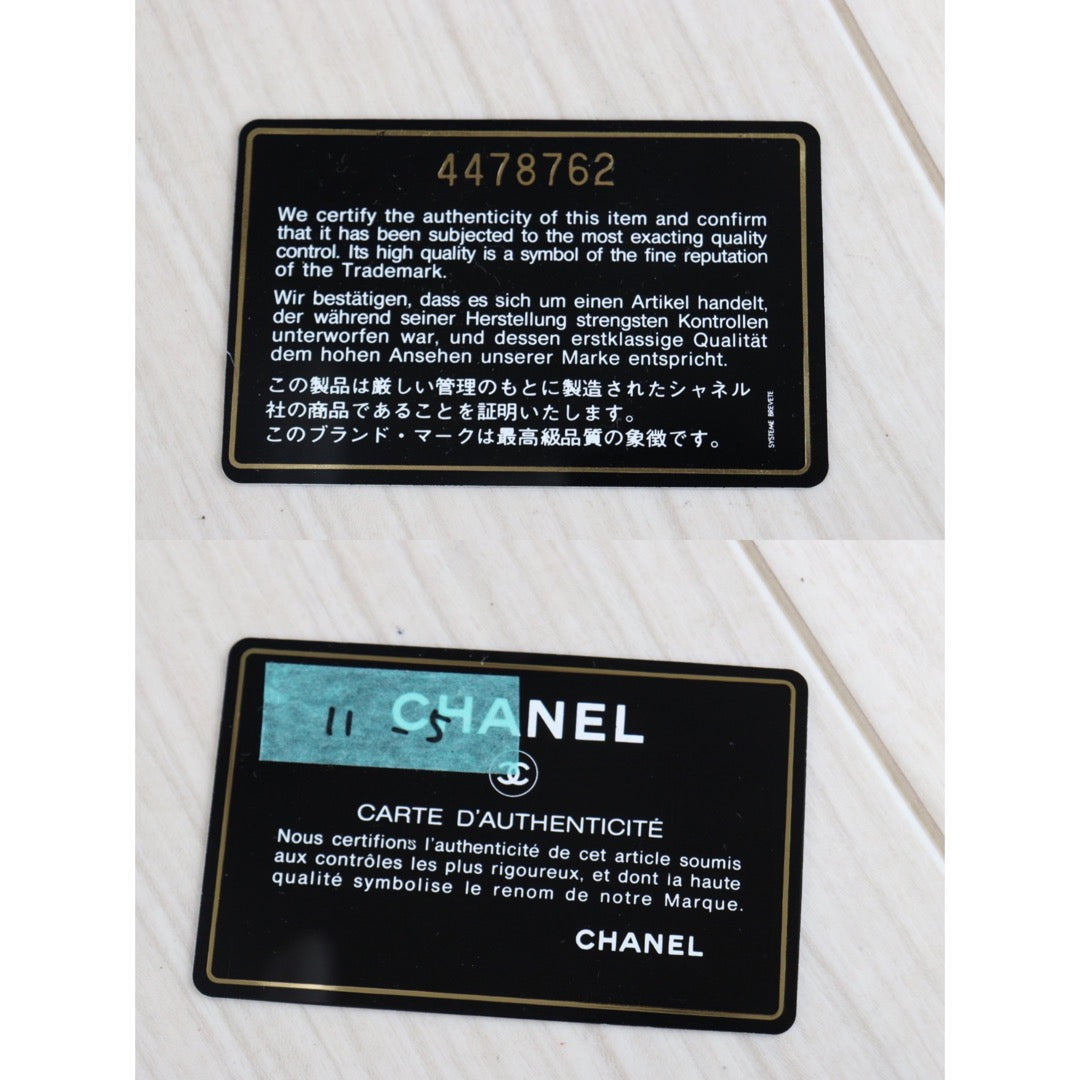 4478762
We certify the authenticity of this item and confirm
that it has been subjected to the most exacting quality
control. Its high quality is a symbol of the fine reputation
of the Trademark.
Wir bestätigen, dass es sich um einen Artikel handelt,
der während seiner Herstellung strengsten Kontrollen
unterworfen war, und dessen erstklassige Qualität
dem hohen Ansehen unserer Marke entspricht.
この製品は厳しい管理のもとに製造されたシャネル
社の商品であることを証明いたします。
このブランド・マークは最高級品質の象徴です。
SYSTEME BREVETE
CHANEL
11 -5
CARTE D'AUTHENTICITÉ
Nous certifions l'authenticité de cet article soumis
aux contrôles les plus rigoureux, et dont la haute
qualité symbolise le renom de notre Marque.
CHANEL